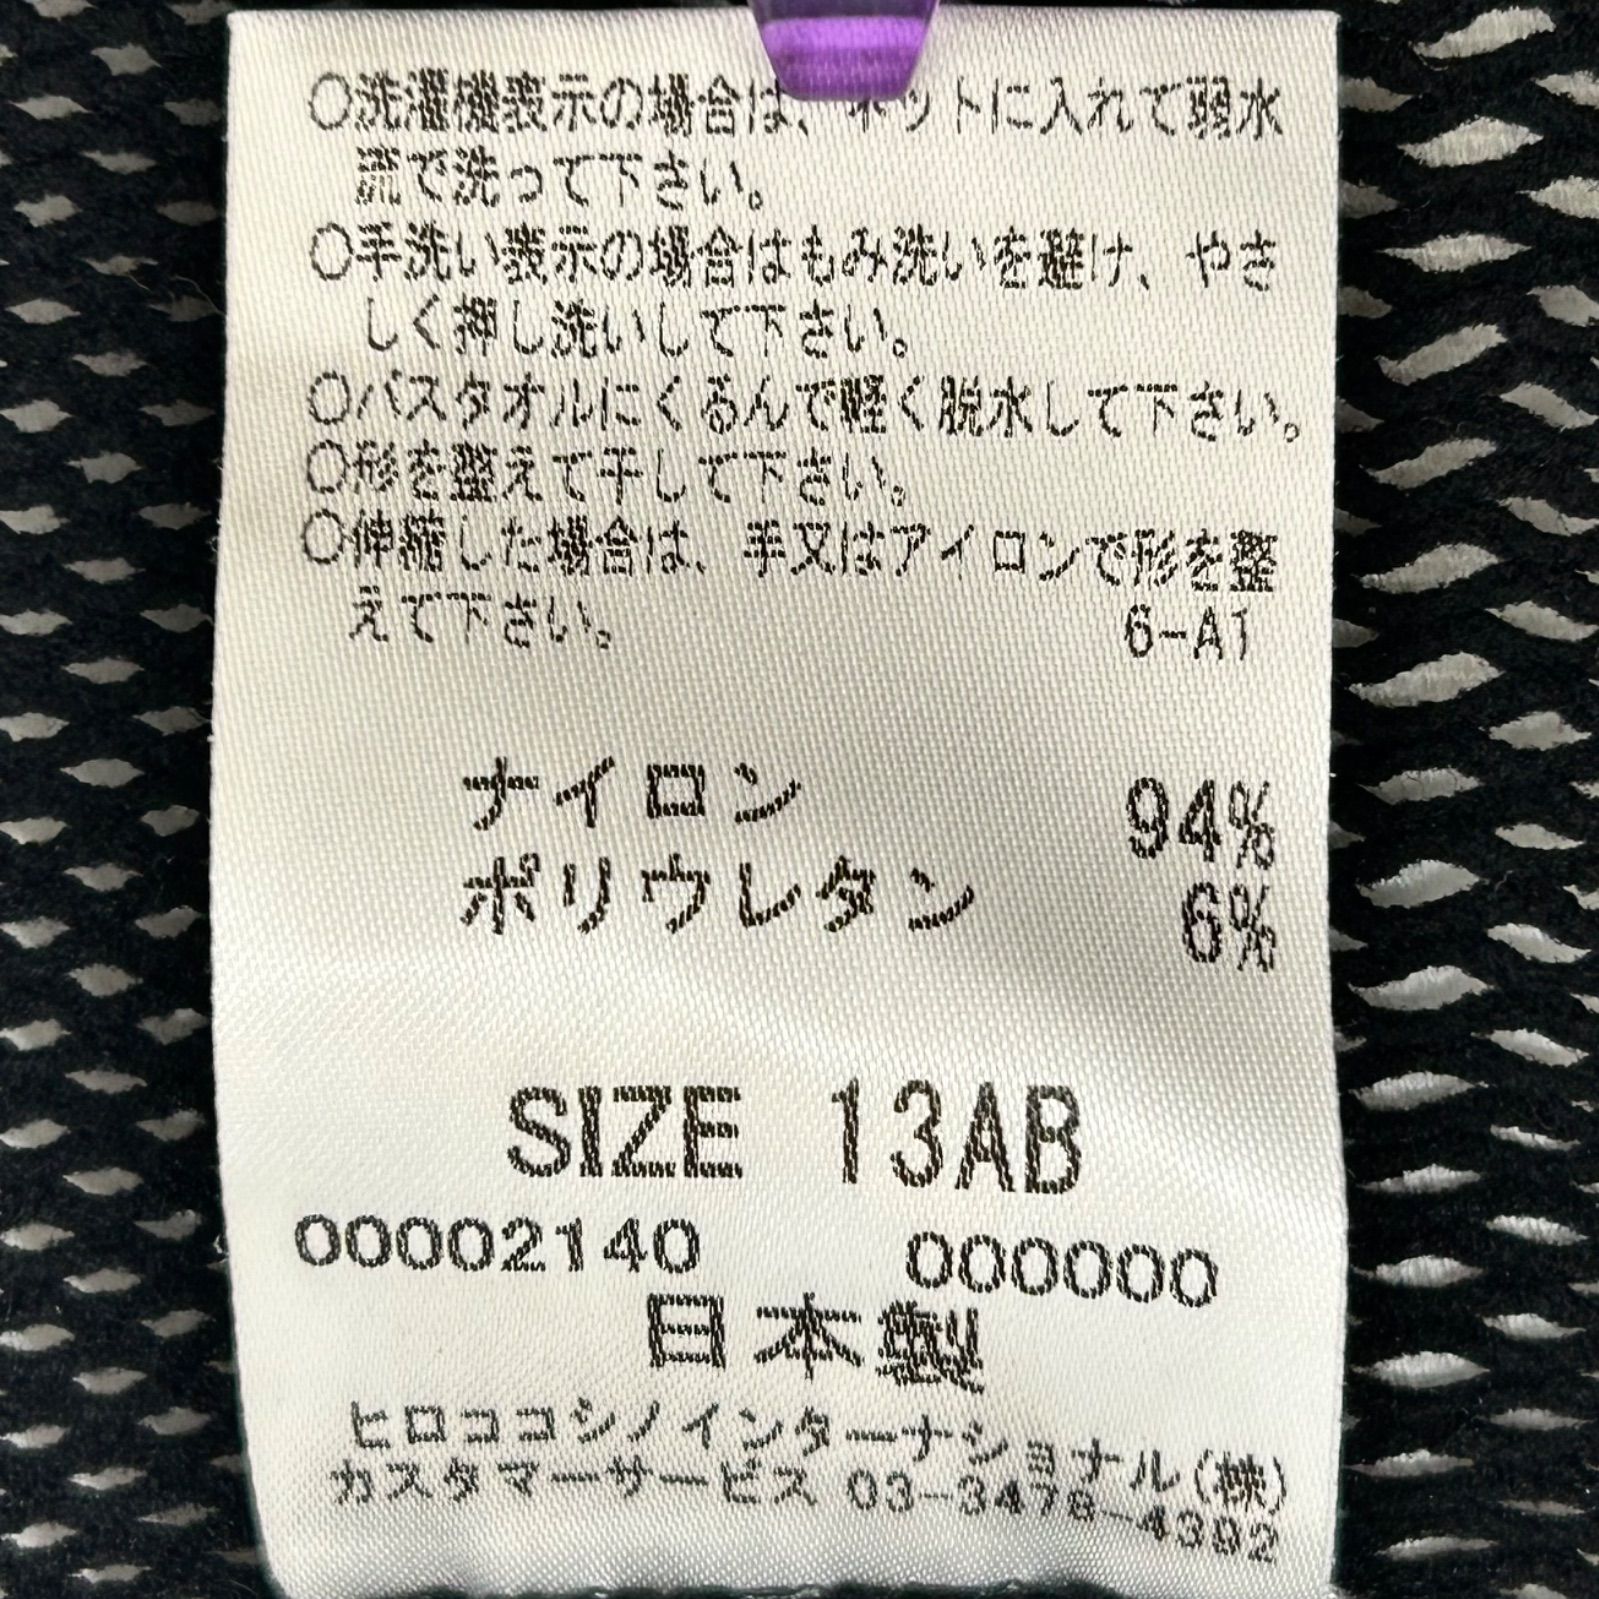 ○洗濯機表示の場合は、ネットに入れて弱水
流で洗って下さい。
○手洗い表示の場合はもみ洗いを避け、やさ
しく押し洗いして下さい。
○バスタオルにくるんで軽く脱水して下さい。
○形を整えて干して下さい。
○伸縮した場合は、手又はアイロンで形を整
えて下さい。
6-A1
ナイロン 94%
ポリウレタン 6%
SIZE 13AB
00002140 000000
日本製
ヒロココシノインターナショナル(株)
カスタマーサービス 03-3478-4392